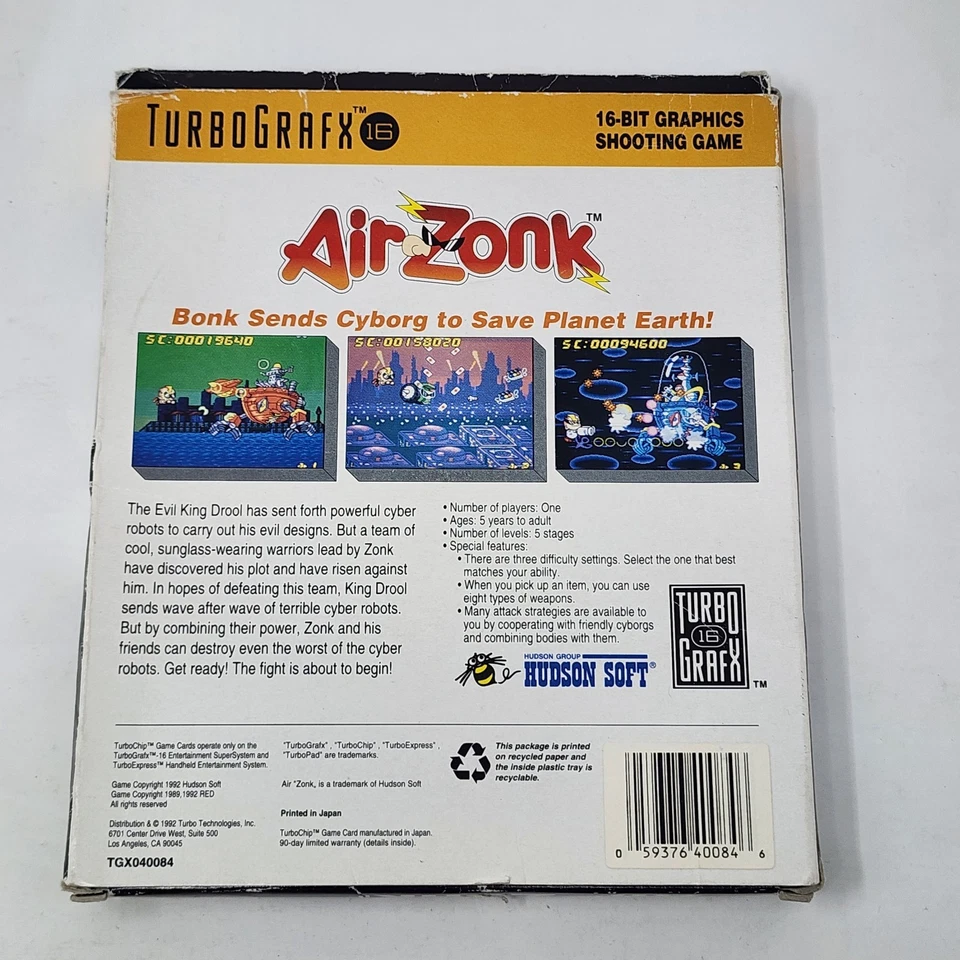 TURBOGRAFX™ 16
16-BIT GRAPHICS
SHOOTING GAME
Air Zonk™
Bonk Sends Cyborg to Save Planet Earth!
SC:00019640
SC:00158020
SC:00094600
The Evil King Drool has sent forth powerful cyber
robots to carry out his evil designs. But a team of
cool, sunglass-wearing warriors lead by Zonk
have discovered his plot and have risen against
him. In hopes of defeating this team, King Drool
sends wave after wave of terrible cyber robots.
But by combining their power, Zonk and his
friends can destroy even the worst of the cyber
robots. Get ready! The fight is about to begin!
• Number of players: One
• Ages: 5 years to adult
• Number of levels: 5 stages
• Special features:
• There are three difficulty settings. Select the one that best
matches your ability.
• When you pick up an item, you can use
eight types of weapons.
• Many attack strategies are available to
you by cooperating with friendly cyborgs
and combining bodies with them.
HUDSON GROUP
HUDSON SOFT®
TURBO
16
GRAFX
™
TurboChip™ Game Cards operate only on the
TurboGrafx™-16 Entertainment SuperSystem and
TurboExpress™ Handheld Entertainment System.
Game Copyright 1992 Hudson Soft
Game Copyright 1989,1992 RED
All rights reserved
Distribution & © 1992 Turbo Technologies, Inc.
6701 Center Drive West, Suite 500
Los Angeles, CA 90045
TGX040084
"TurboGrafx", "TurboChip", "TurboExpress",
"TurboPad" are trademarks.
Air "Zonk, is a trademark of Hudson Soft
Printed in Japan
TurboChip™ Game Card manufactured in Japan.
90-day limited warranty (details inside).
This package is printed
on recycled paper and
the inside plastic tray is
recyclable.
0 59376 40084 6